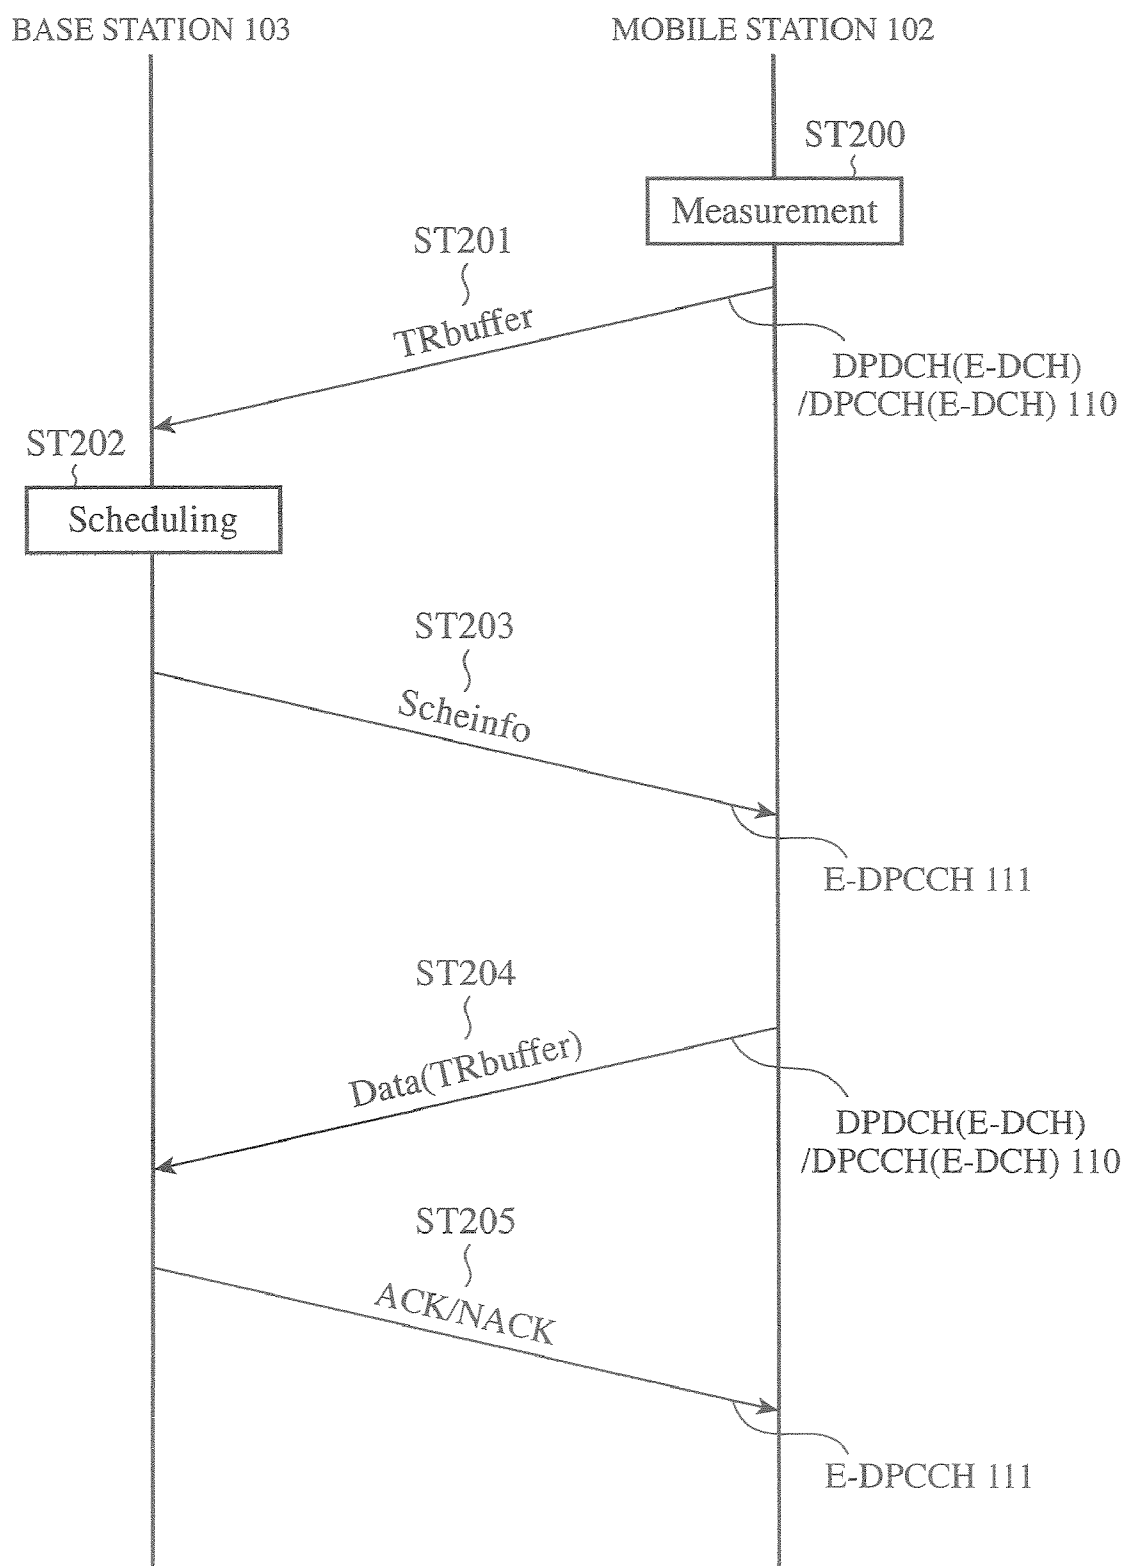 BASE STATION 103
MOBILE STATION 102
ST200
Measurement
ST201
TRbuffer
DPDCH(E-DCH)
/DPCCH(E-DCH) 110
ST202
Scheduling
ST203
Scheinfo
E-DPCCH 111
ST204
Data(TRbuffer)
DPDCH(E-DCH)
/DPCCH(E-DCH) 110
ST205
ACK/NACK
E-DPCCH 111